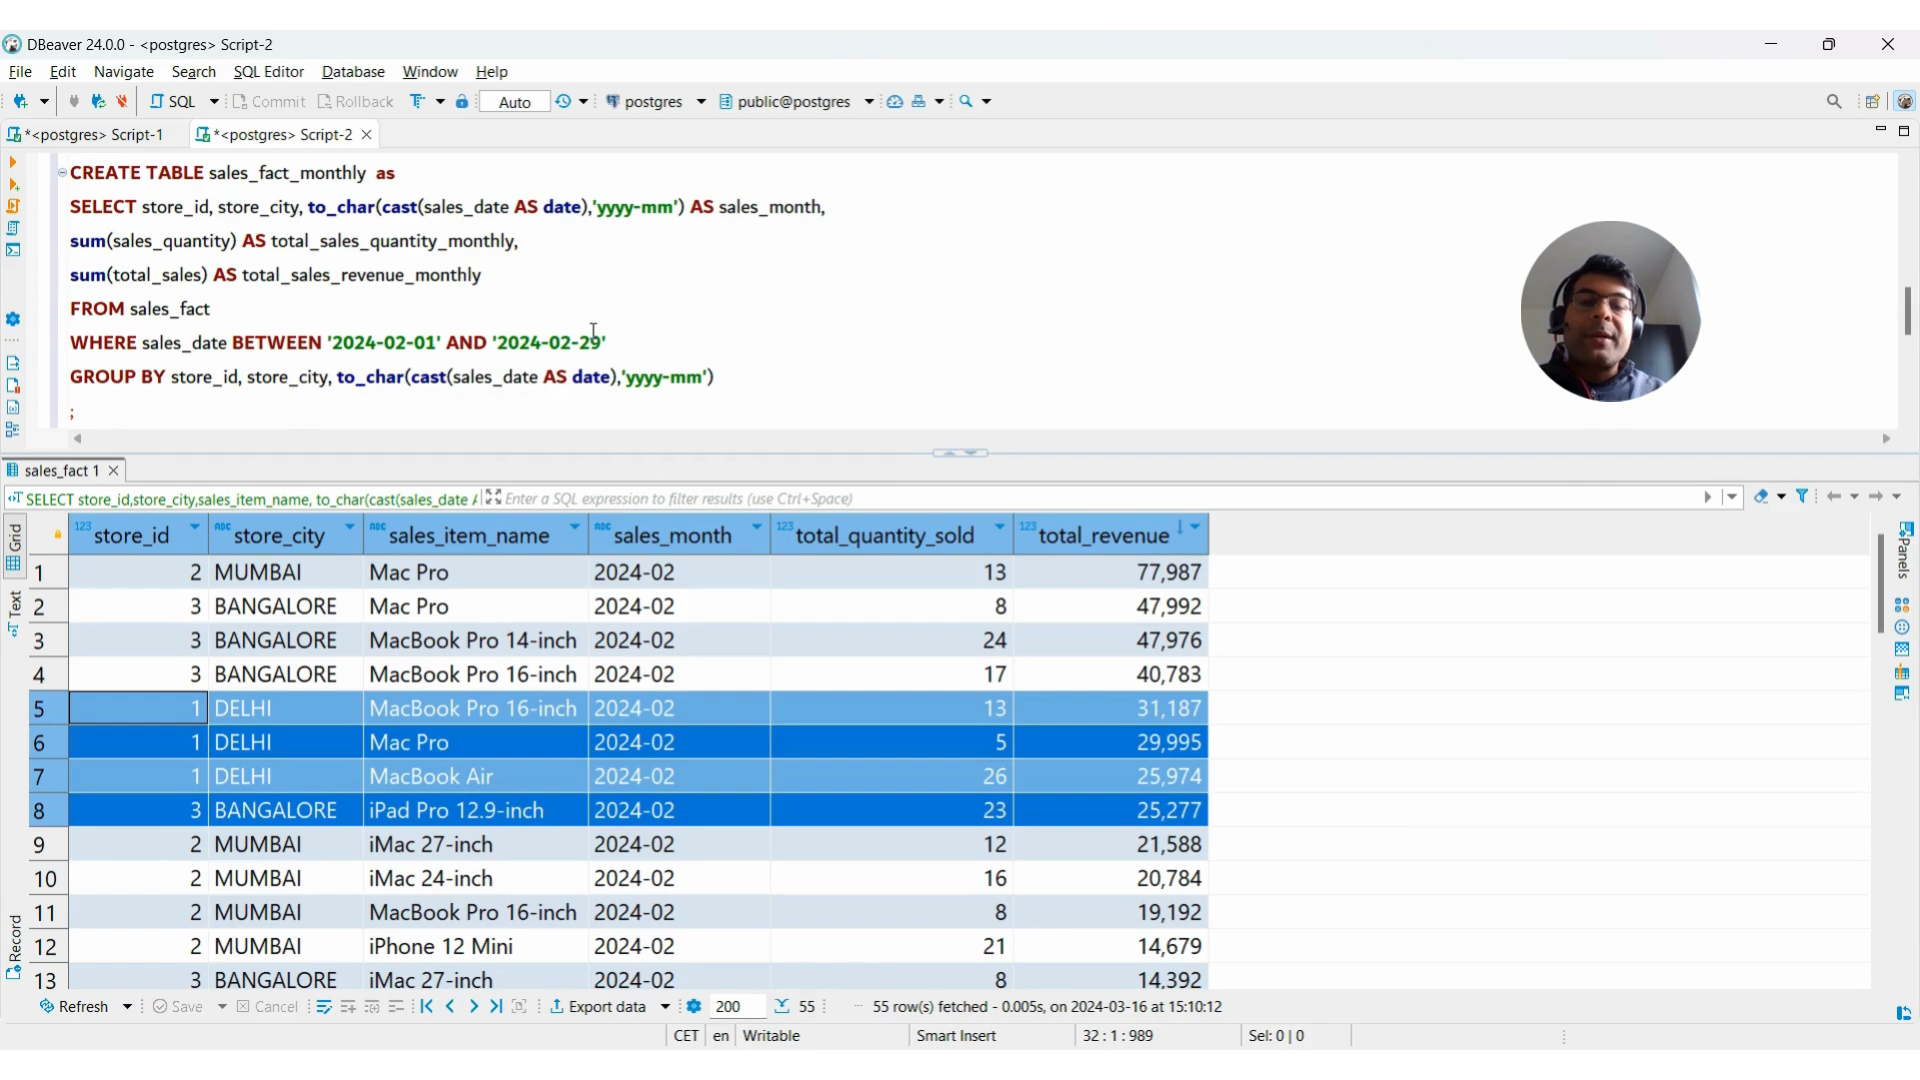 DBeaver 24.0.0 - <postgres> Script-2
File Edit Navigate Search SQL Editor Database Window Help
SQL Commit Rollback Auto postgres public@postgres
*<postgres> Script-1 *<postgres> Script-2
CREATE TABLE sales_fact_monthly as
SELECT store_id, store_city, to_char(cast(sales_date AS date),'yyyy-mm') AS sales_month,
sum(sales_quantity) AS total_sales_quantity_monthly,
sum(total_sales) AS total_sales_revenue_monthly
FROM sales_fact
WHERE sales_date BETWEEN '2024-02-01' AND '2024-02-29'
GROUP BY store_id, store_city, to_char(cast(sales_date AS date),'yyyy-mm')
;
sales_fact 1
SELECT store_id,store_city,sales_item_name, to_char(cast(sales_date A Enter a SQL expression to filter results (use Ctrl+Space)
Grid
Text
Record
Panels
123 store_id ABC store_city ABC sales_item_name ABC sales_month 123 total_quantity_sold 123 total_revenue
1 2 MUMBAI Mac Pro 2024-02 13 77,987
2 3 BANGALORE Mac Pro 2024-02 8 47,992
3 3 BANGALORE MacBook Pro 14-inch 2024-02 24 47,976
4 3 BANGALORE MacBook Pro 16-inch 2024-02 17 40,783
5 1 DELHI MacBook Pro 16-inch 2024-02 13 31,187
6 1 DELHI Mac Pro 2024-02 5 29,995
7 1 DELHI MacBook Air 2024-02 26 25,974
8 3 BANGALORE iPad Pro 12.9-inch 2024-02 23 25,277
9 2 MUMBAI iMac 27-inch 2024-02 12 21,588
10 2 MUMBAI iMac 24-inch 2024-02 16 20,784
11 2 MUMBAI MacBook Pro 16-inch 2024-02 8 19,192
12 2 MUMBAI iPhone 12 Mini 2024-02 21 14,679
13 3 BANGALORE iMac 27-inch 2024-02 8 14,392
Refresh Save Cancel Export data 200 55 55 row(s) fetched - 0.005s, on 2024-03-16 at 15:10:12
CET en Writable Smart Insert 32 : 1 : 989 Sel: 0 | 0